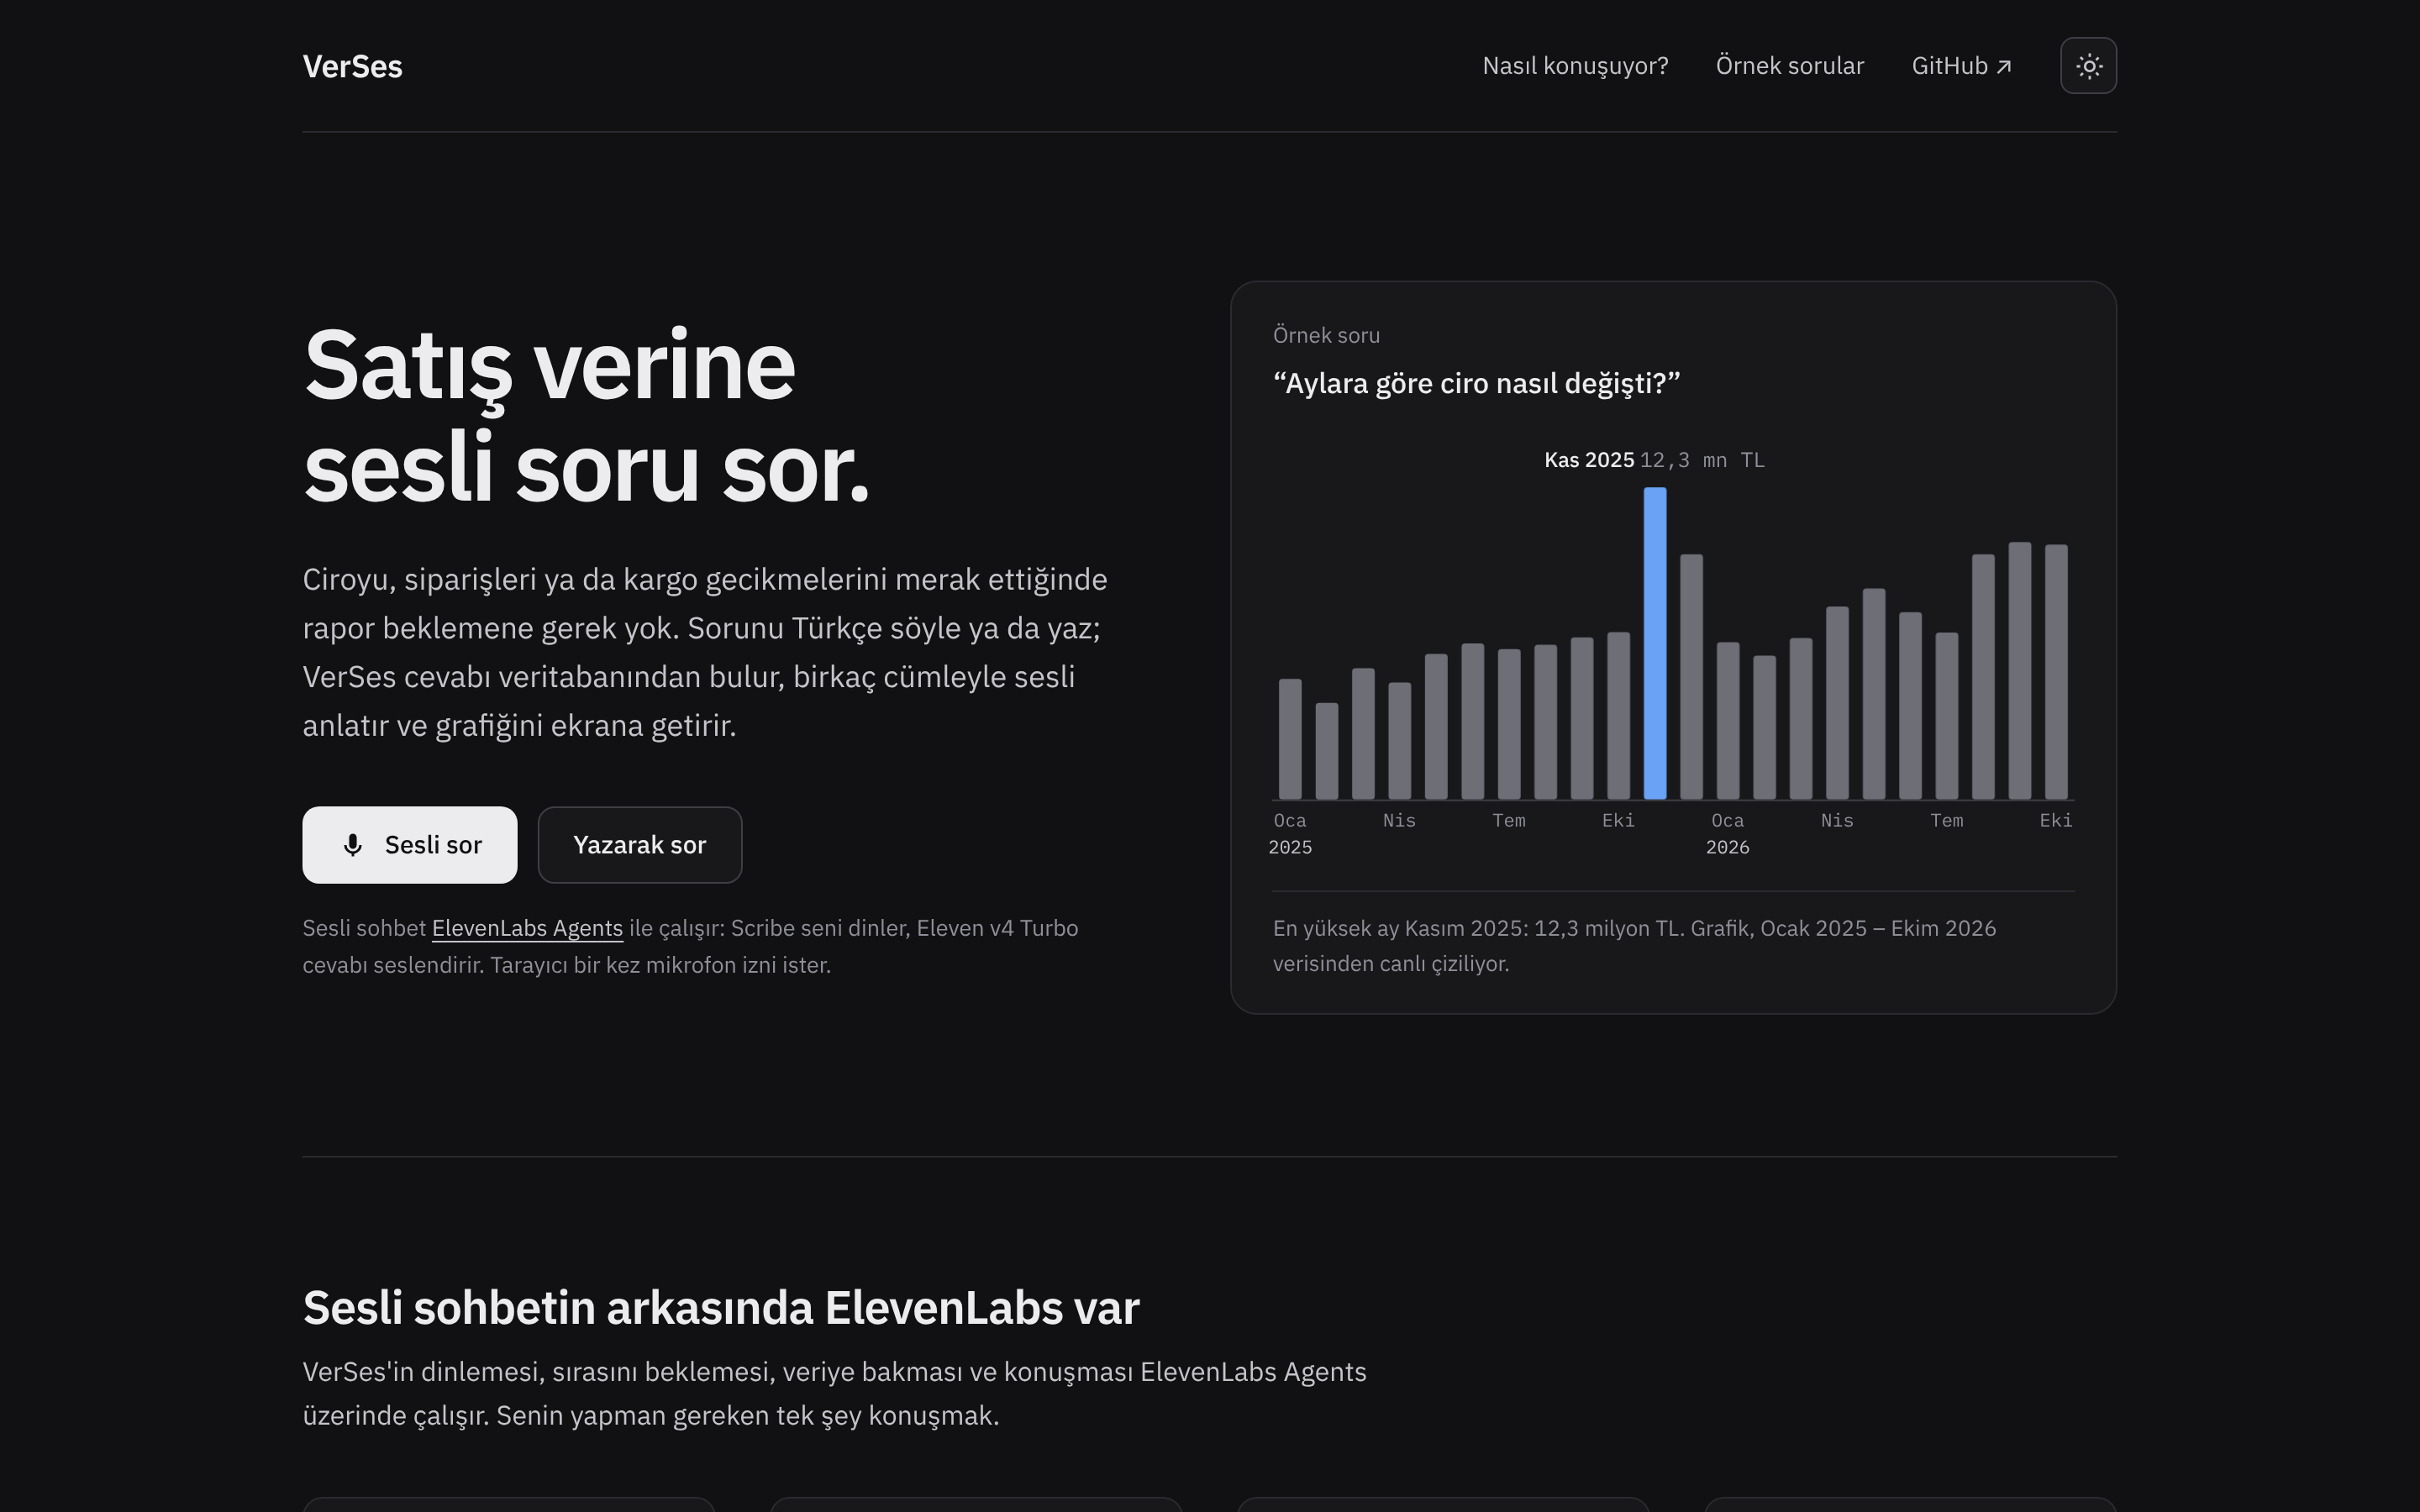 VerSes
Nasıl konuşuyor?
Örnek sorular
GitHub ↗
Satış verine
sesli soru sor.
Ciroyu, siparişleri ya da kargo gecikmelerini merak ettiğinde
rapor beklemene gerek yok. Sorunu Türkçe söyle ya da yaz;
VerSes cevabı veritabanından bulur, birkaç cümleyle sesli
anlatır ve grafiğini ekrana getirir.
Sesli sor
Yazarak sor
Sesli sohbet ElevenLabs Agents ile çalışır: Scribe seni dinler, Eleven v4 Turbo
cevabı seslendirir. Tarayıcı bir kez mikrofon izni ister.
Örnek soru
“Aylara göre ciro nasıl değişti?”
Kas 2025 12,3 mn TL
Oca Nis Tem Eki Oca Nis Tem Eki
2025 2026
En yüksek ay Kasım 2025: 12,3 milyon TL. Grafik, Ocak 2025 – Ekim 2026
verisinden canlı çiziliyor.
Sesli sohbetin arkasında ElevenLabs var
VerSes'in dinlemesi, sırasını beklemesi, veriye bakması ve konuşması ElevenLabs Agents
üzerinde çalışır. Senin yapman gereken tek şey konuşmak.